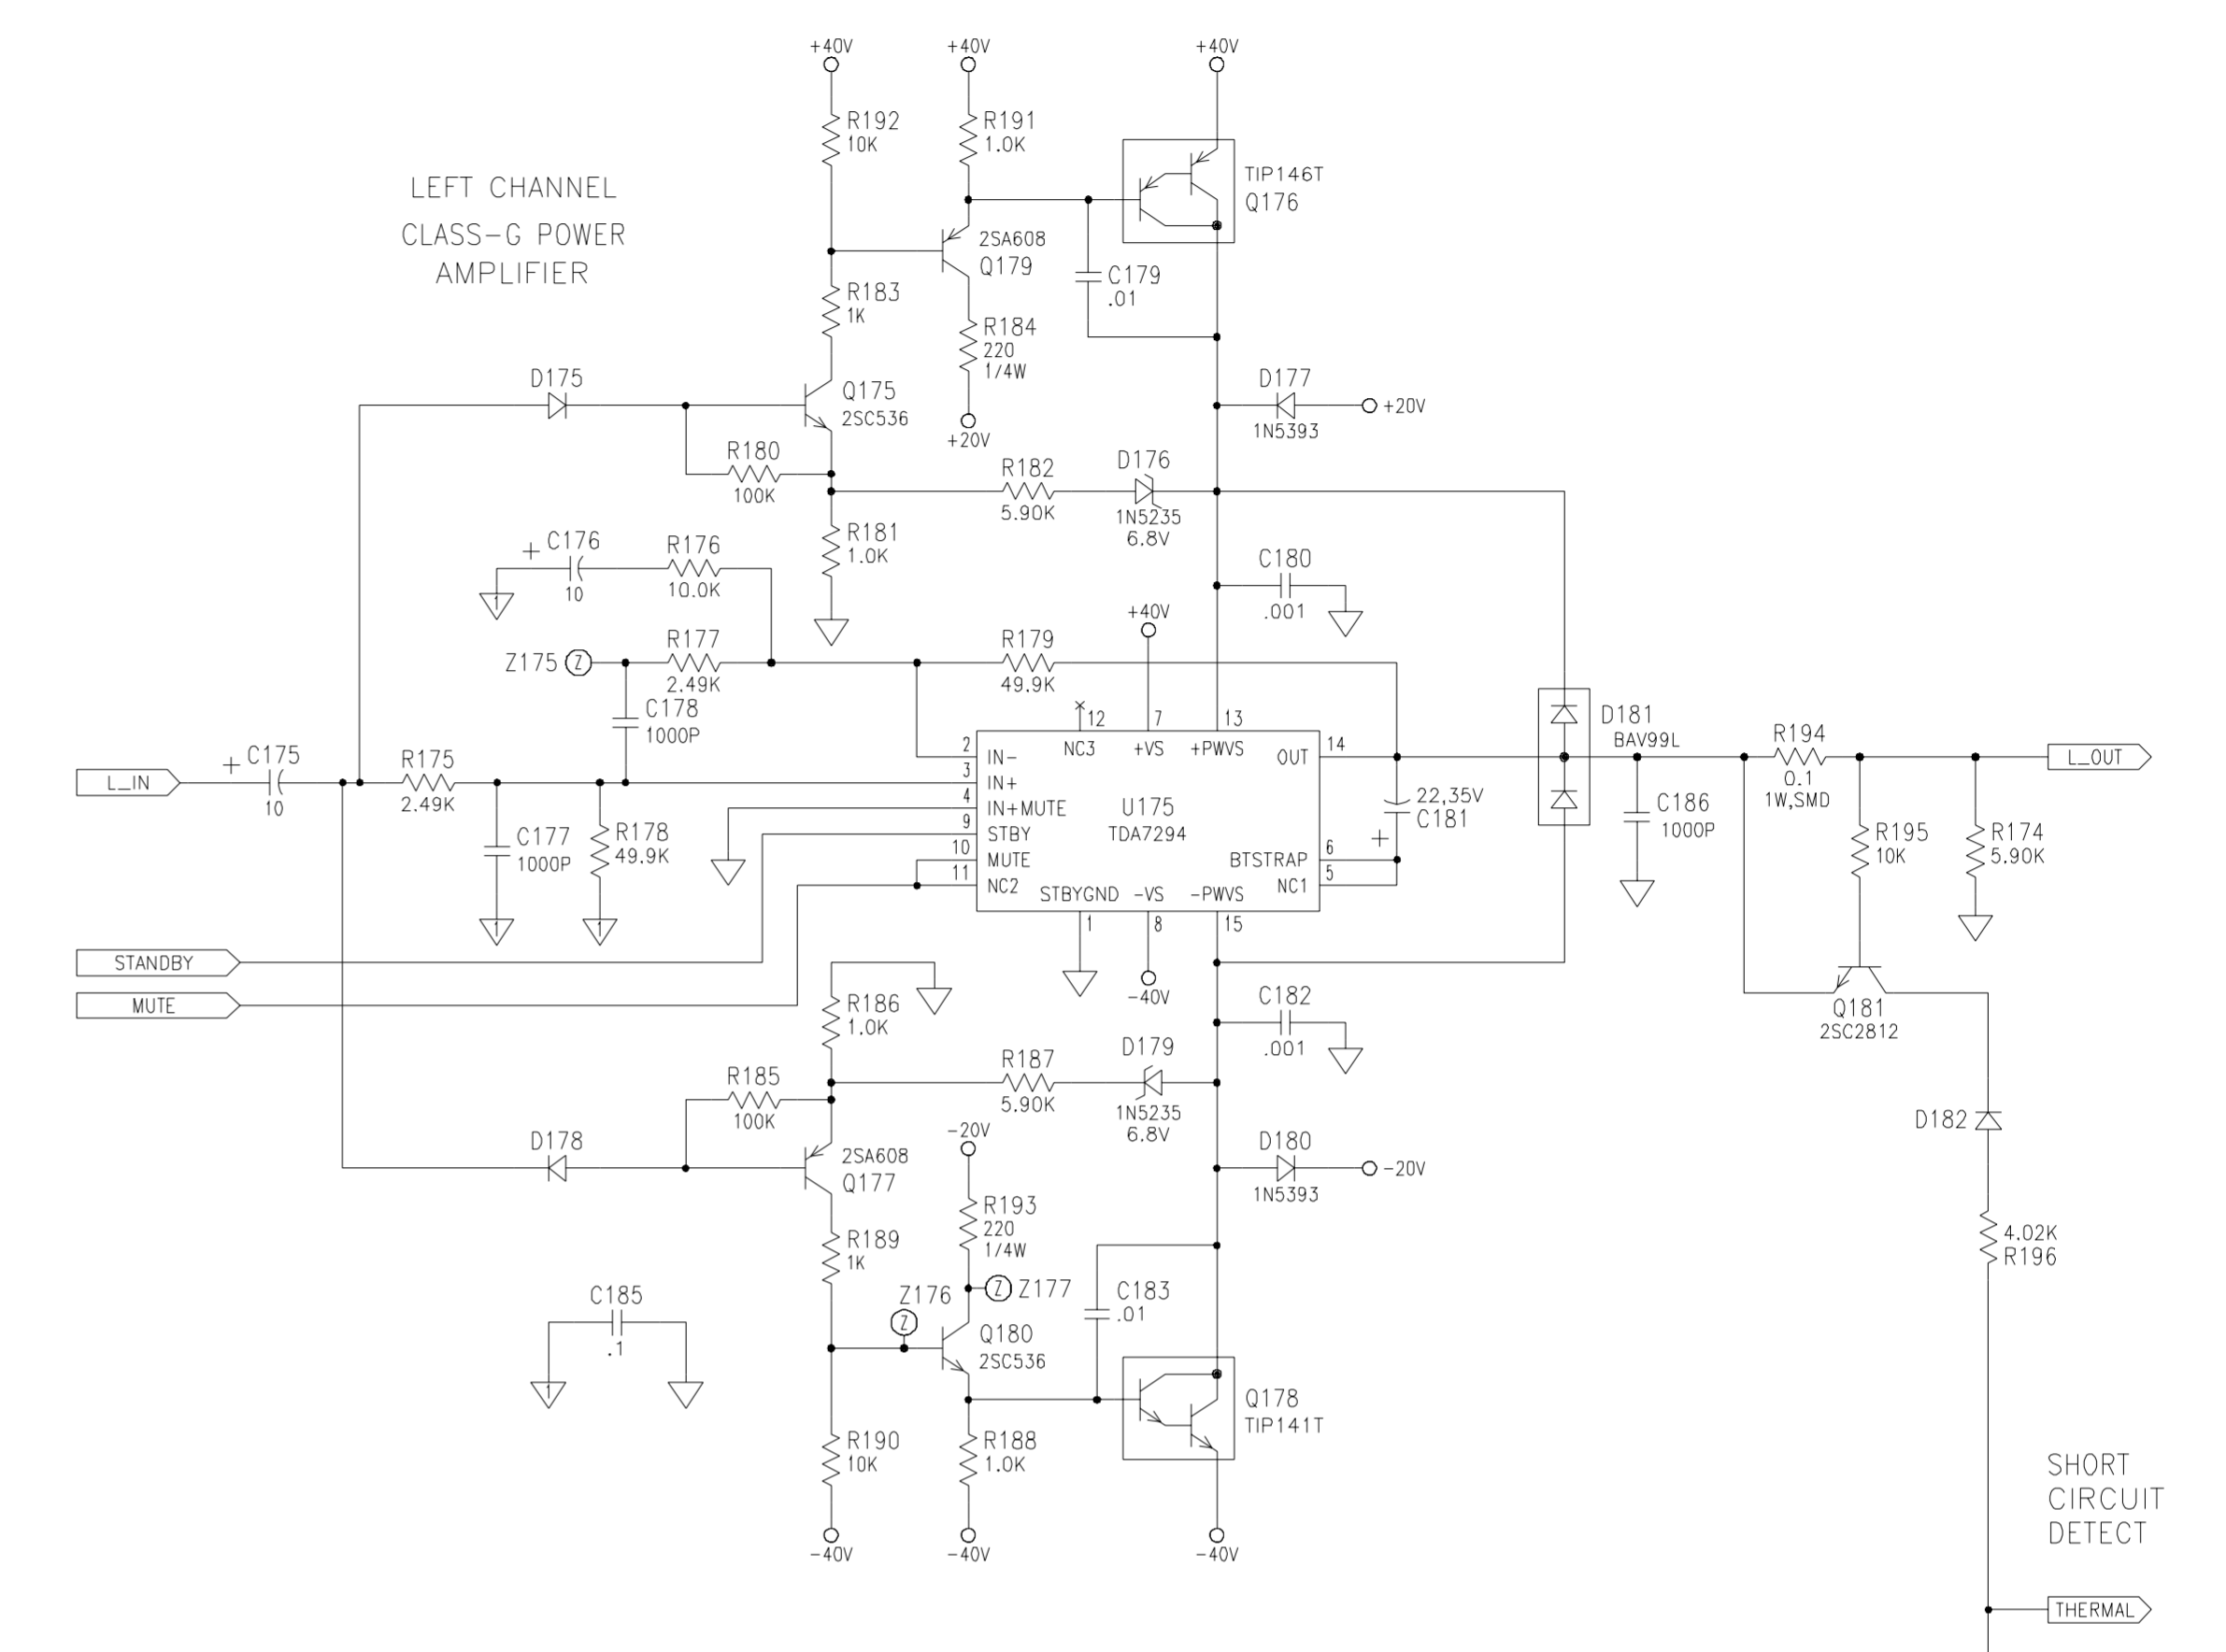 +40V
+40V
+40V
R192
10K
R191
1.0K
TIP146T
Q176
LEFT CHANNEL
CLASS-G POWER
AMPLIFIER
2SA608
Q179
C179
.01
R183
1K
R184
220
1/4W
D175
Q175
2SC536
D177
1N5393
+20V
+20V
R180
100K
R182
5.90K
D176
1N5235
6.8V
R181
1.0K
+
C176
10
R176
10.0K
C180
.001
1
+40V
Z175
Z
R177
2.49K
R179
49.9K
C178
1000P
12
7
13
NC3
+VS
+PWVS
D181
BAV99L
R194
0.1
1W,SMD
L_IN
+
C175
10
R175
2.49K
2
IN-
3
IN+
4
IN+MUTE
9
STBY
10
MUTE
11
NC2
U175
TDA7294
OUT
14
L_OUT
22,35V
C181
+
C186
1000P
C177
1000P
R178
49.9K
BTSTRAP
6
NC1
5
R195
10K
R174
5.90K
STBYGND
-VS
-PWVS
1
8
15
1
1
STANDBY
MUTE
-40V
R186
1.0K
C182
.001
Q181
2SC2812
R185
100K
R187
5.90K
D179
1N5235
6.8V
D182
D178
2SA608
Q177
-20V
D180
1N5393
-20V
R193
220
1/4W
R189
1K
4.02K
R196
C185
.1
1
Z176
Z
Z
Z177
C183
.01
Q180
2SC536
Q178
TIP141T
R190
10K
R188
1.0K
-40V
-40V
-40V
SHORT
CIRCUIT
DETECT
THERMAL